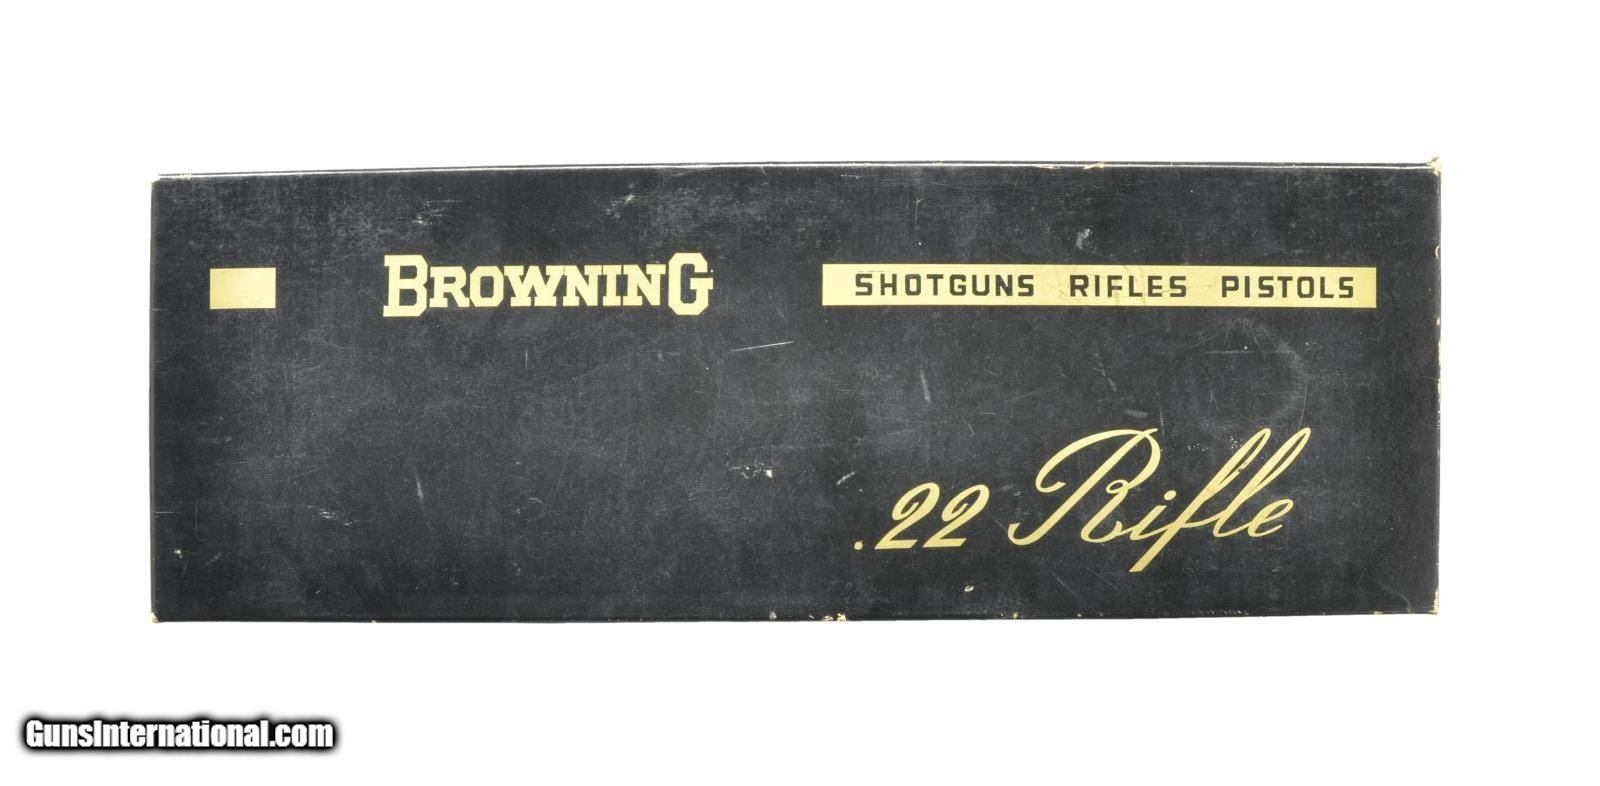 BROWNING
SHOTGUNS RIFLES PISTOLS
.22 Rifle
GunsInternational.com